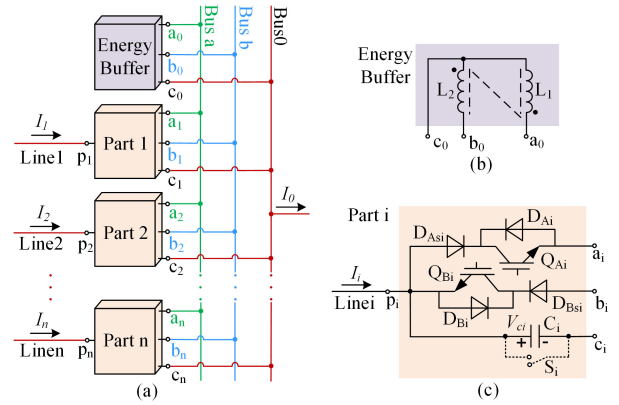 Bus a
Bus b
Bus0
Energy
Buffer
a0
b0
c0
I1
Line1
p1
Part 1
a1
b1
c1
I2
Line2
p2
Part 2
a2
b2
c2
I0
In
Linen
pn
Part n
an
bn
cn
(a)
Energy
Buffer
L2
L1
c0
b0
a0
(b)
Part i
DAsi
DAi
QAi
ai
Ii
Linei
pi
QBi
DBi
DBsi
bi
Vci
Ci
+
-
Si
ci
(c)